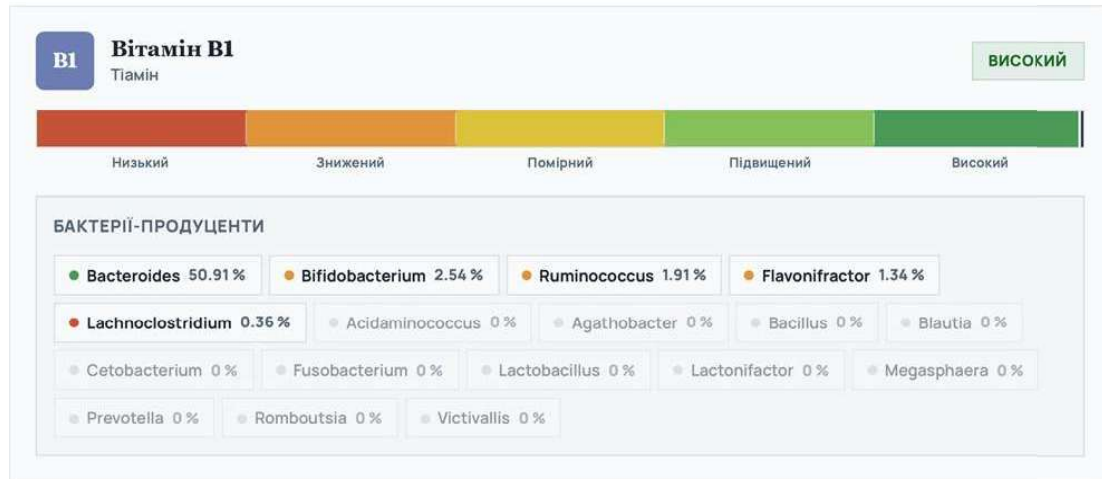 B1
Вітамін B1
Тіамін
ВИСОКИЙ
Низький Знижений Помірний Підвищений Високий
БАКТЕРІЇ-ПРОДУЦЕНТИ
Bacteroides 50.91 % Bifidobacterium 2.54 % Ruminococcus 1.91 % Flavonifractor 1.34 %
Lachnoclostridium 0.36 % Acidaminococcus 0 % Agathobacter 0 % Bacillus 0 % Blautia 0 %
Cetobacterium 0 % Fusobacterium 0 % Lactobacillus 0 % Lactonifactor 0 % Megasphaera 0 %
Prevotella 0 % Romboutsia 0 % Victivallis 0 %